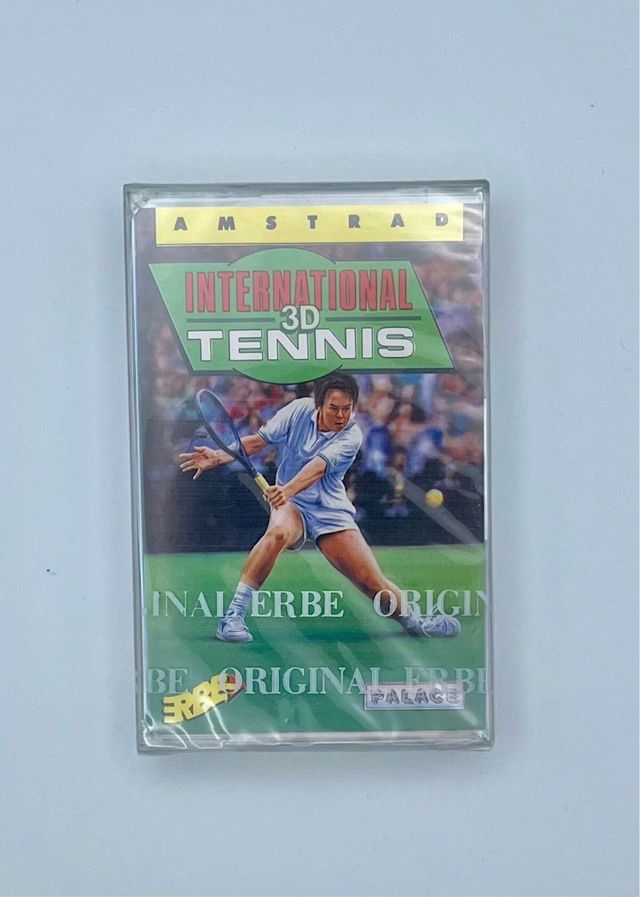 AMSTRAD
INTERNATIONAL
3D
TENNIS
INAL ERBE ORIGIN
BE ORIGINAL ERBE
ERBE
PALACE